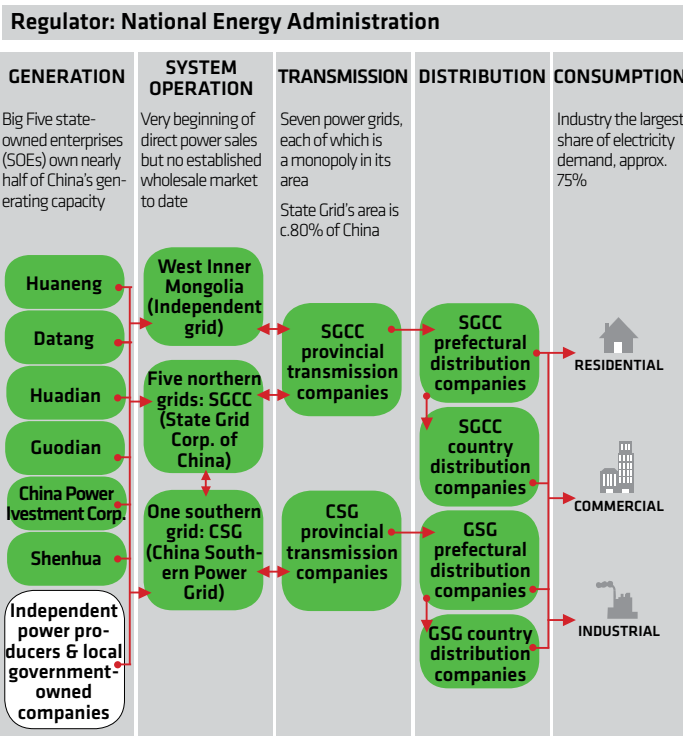 Regulator: National Energy Administration
GENERATION
Big Five state-
owned enterprises
(SOEs) own nearly
half of China's gen-
erating capacity
Huaneng
Datang
Huadian
Guodian
China Power
Ivestment Corp.
Shenhua
Independent
power pro-
ducers & local
government-
owned
companies
SYSTEM
OPERATION
Very beginning of
direct power sales
but no established
wholesale market
to date
West Inner
Mongolia
(Independent
grid)
Five northern
grids: SGCC
(State Grid
Corp. of
China)
One southern
grid: CSG
(China South-
ern Power
Grid)
TRANSMISSION
Seven power grids,
each of which is
a monopoly in its
area
State Grid's area is
c.80% of China
SGCC
provincial
transmission
companies
CSG
provincial
transmission
companies
DISTRIBUTION
SGCC
prefectural
distribution
companies
SGCC
country
distribution
companies
GSG
prefectural
distribution
companies
GSG country
distribution
companies
CONSUMPTION
Industry the largest
share of electricity
demand, approx.
75%
RESIDENTIAL
COMMERCIAL
INDUSTRIAL